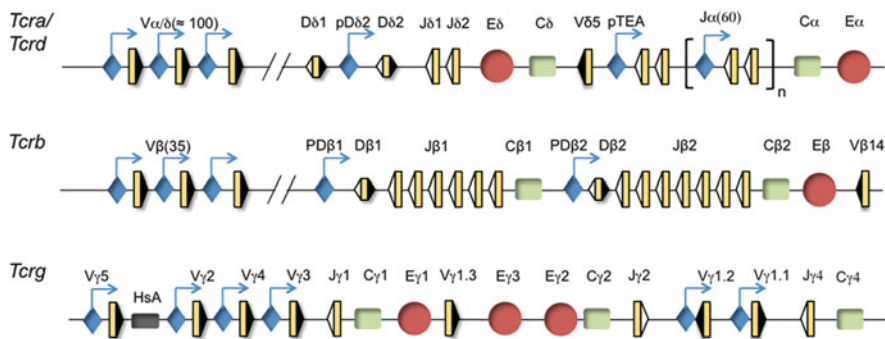 Tcra/ Vα/δ(≈ 100) Dδ1 pDδ2 Dδ2 Jδ1 Jδ2 Eδ Cδ Vδ5 pTEA Jα(60) Cα Eα
Tcrd
n
Tcrb Vβ(35) PDβ1 Dβ1 Jβ1 Cβ1 PDβ2 Dβ2 Jβ2 Cβ2 Eβ Vβ14
Tcrg
Vγ5 HsA Vγ2 Vγ4 Vγ3 Jγ1 Cγ1 Eγ1 Vγ1.3 Eγ3 Eγ2 Cγ2 Jγ2 Vγ1.2 Vγ1.1 Jγ4 Cγ4